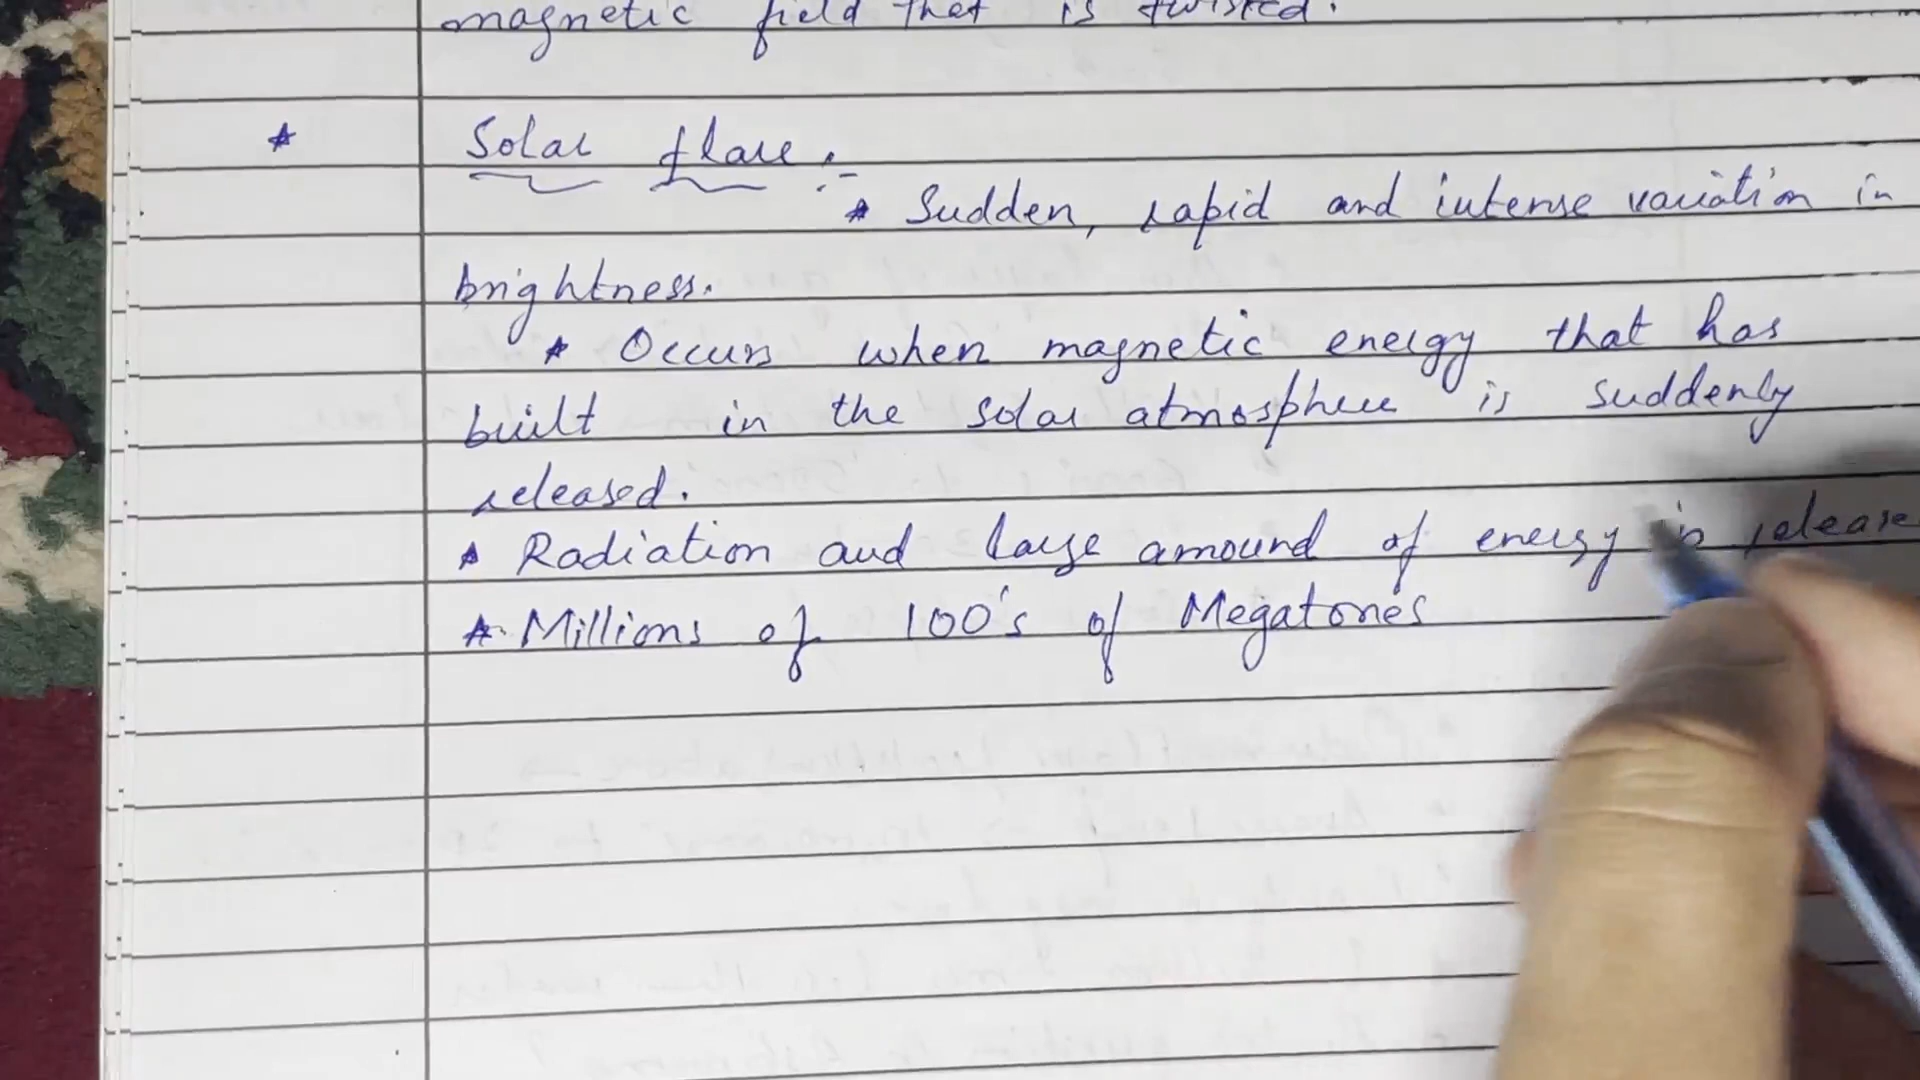 magnetic field that is twisted.
* Solar flare :-
* Sudden, rapid and intense variation in
brightness.
* Occurs when magnetic energy that has
built in the solar atmosphere is suddenly
released.
* Radiation and large amound of energy is release
* Millions of 100's of Megatones